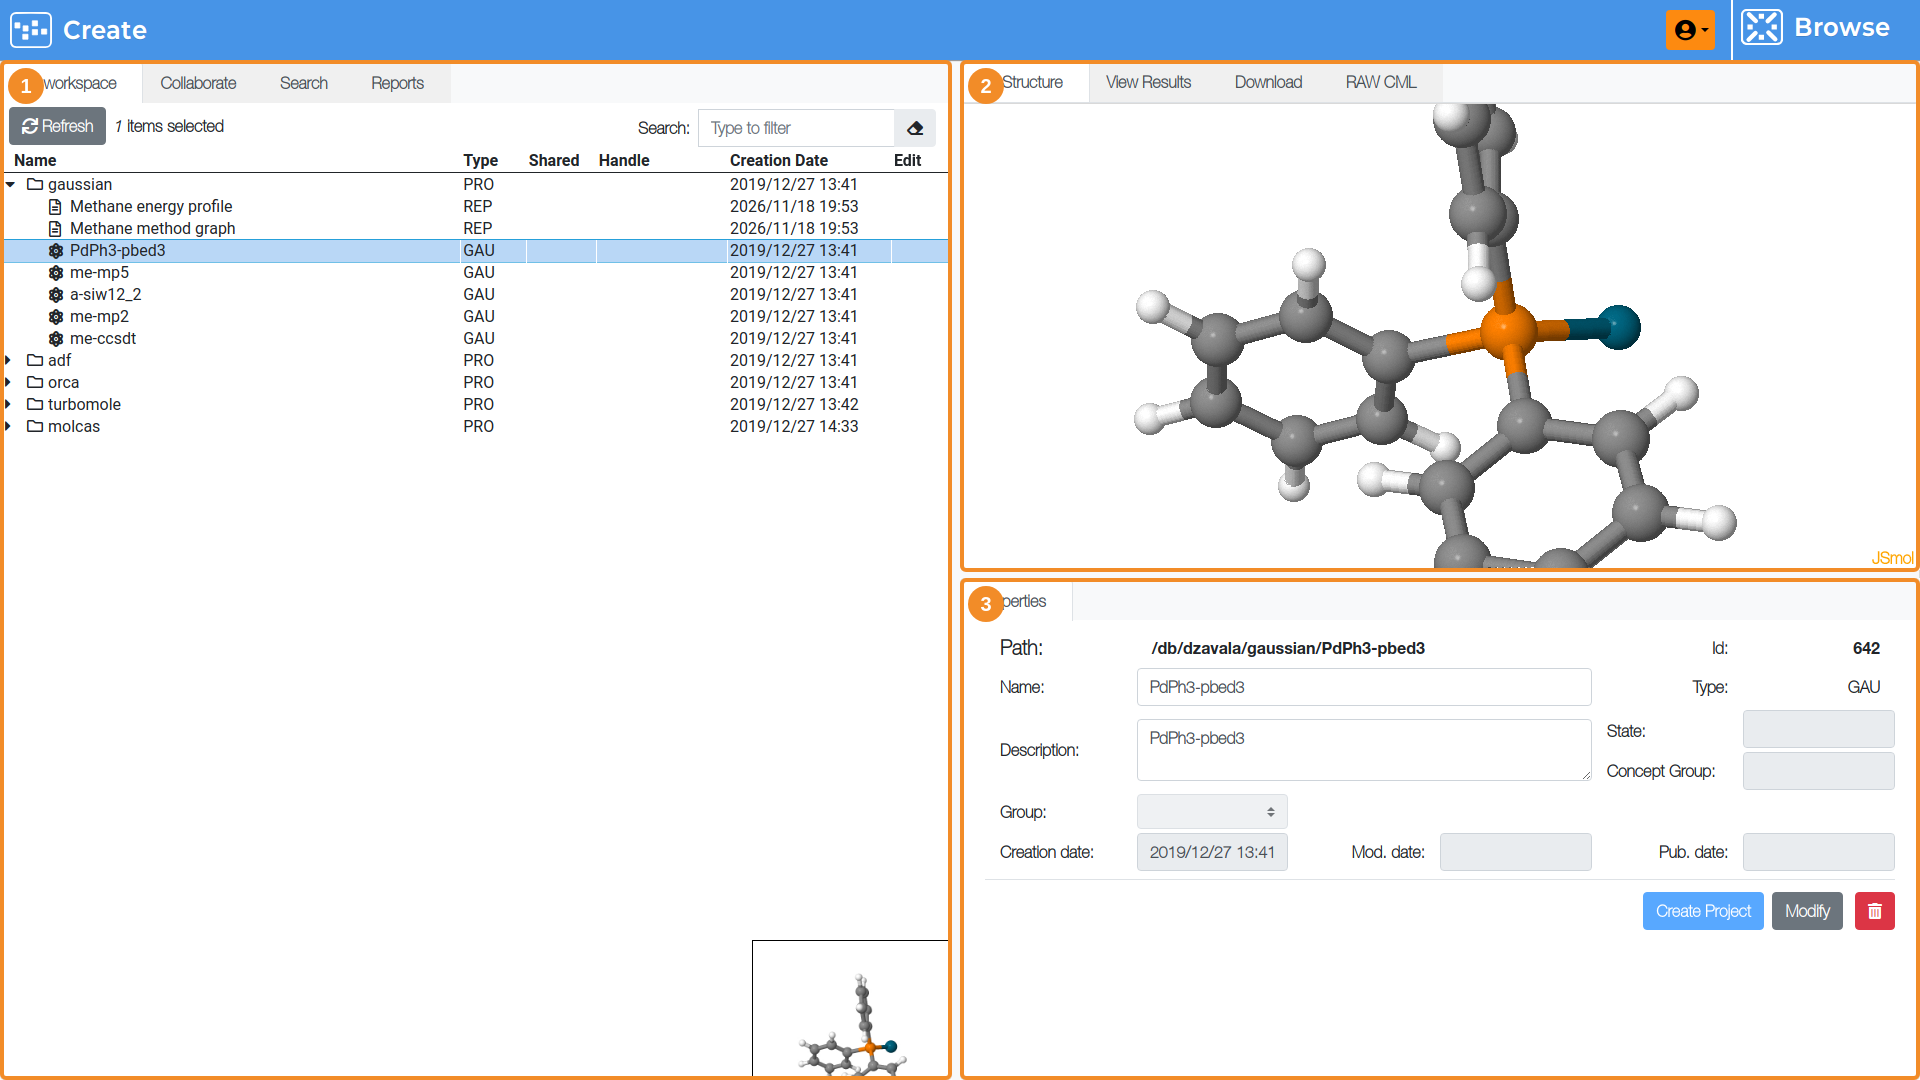 Create
Browse
1 workspace Collaborate Search Reports
Refresh 1 items selected Search: Type to filter
Name Type Shared Handle Creation Date Edit
gaussian PRO 2019/12/27 13:41
Methane energy profile REP 2026/11/18 19:53
Methane method graph REP 2026/11/18 19:53
PdPh3-pbed3 GAU 2019/12/27 13:41
me-mp5 GAU 2019/12/27 13:41
a-siw12_2 GAU 2019/12/27 13:41
me-mp2 GAU 2019/12/27 13:41
me-ccsdt GAU 2019/12/27 13:41
adf PRO 2019/12/27 13:41
orca PRO 2019/12/27 13:41
turbomole PRO 2019/12/27 13:42
molcas PRO 2019/12/27 14:33
2 Structure View Results Download RAW CML
JSmol
3 perties
Path: /db/dzavala/gaussian/PdPh3-pbed3 Id: 642
Name: PdPh3-pbed3 Type: GAU
Description: PdPh3-pbed3 State:
Concept Group:
Group:
Creation date: 2019/12/27 13:41 Mod. date: Pub. date:
Create Project Modify